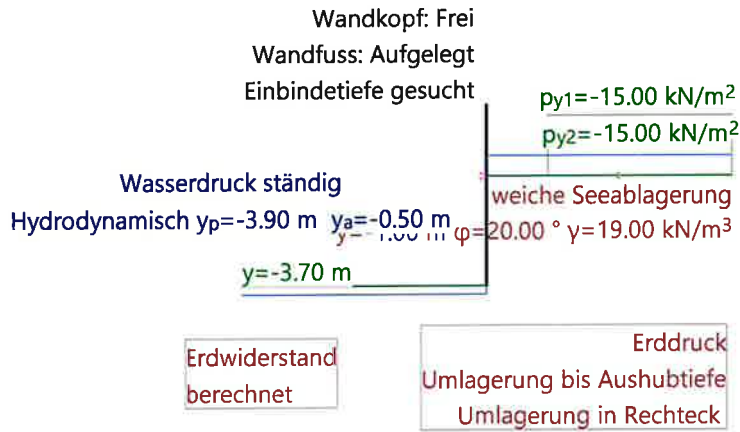 Wandkopf: Frei
Wandfuss: Aufgelegt
Einbindetiefe gesucht
py1=-15.00 kN/m²
py2=-15.00 kN/m²
Wasserdruck ständig
weiche Seeablagerung
Hydrodynamisch yp=-3.90 m ya=-0.50 m
φ=20.00 ° γ=19.00 kN/m³
y=-3.70 m
Erdwiderstand
berechnet
Erddruck
Umlagerung bis Aushubtiefe
Umlagerung in Rechteck